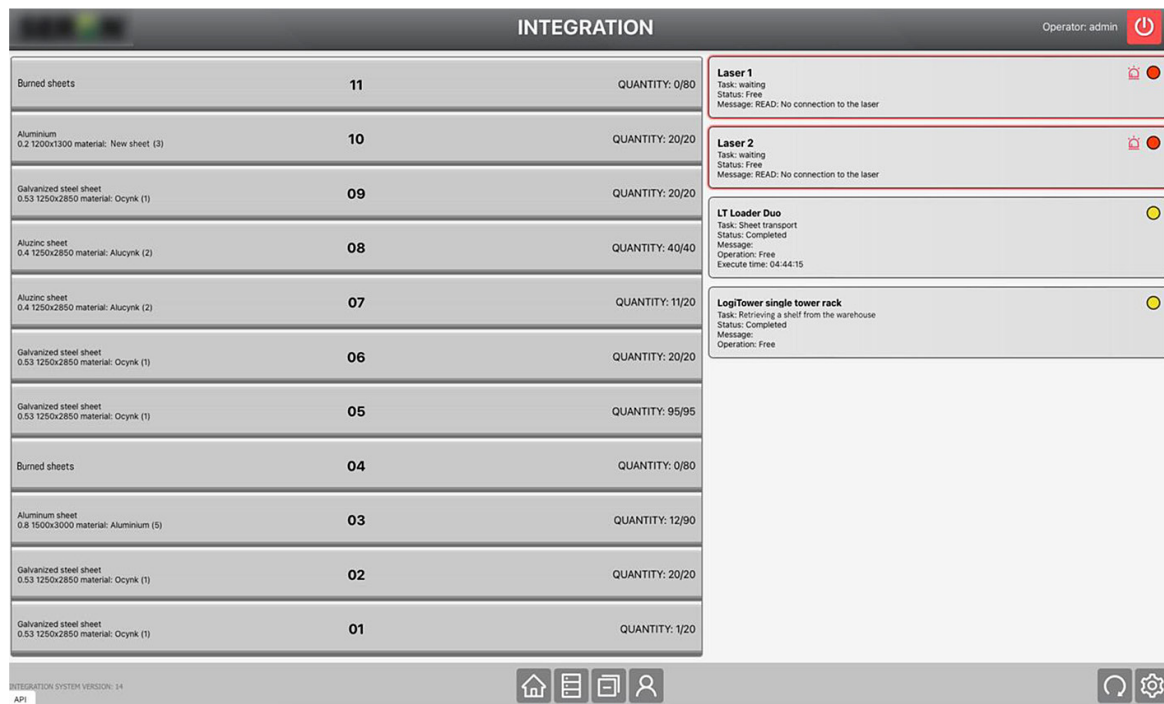 INTEGRATION
Operator: admin
Burned sheets
11
QUANTITY: 0/80
Aluminium
0.2 1200x1300 material: New sheet (3)
10
QUANTITY: 20/20
Galvanized steel sheet
0.53 1250x2850 material: Ocynk (1)
09
QUANTITY: 20/20
Aluzinc sheet
0.4 1250x2850 material: Alucynk (2)
08
QUANTITY: 40/40
Aluzinc sheet
0.4 1250x2850 material: Alucynk (2)
07
QUANTITY: 11/20
Galvanized steel sheet
0.53 1250x2850 material: Ocynk (1)
06
QUANTITY: 20/20
Galvanized steel sheet
0.53 1250x2850 material: Ocynk (1)
05
QUANTITY: 95/95
Burned sheets
04
QUANTITY: 0/80
Aluminum sheet
0.8 1500x3000 material: Aluminium (5)
03
QUANTITY: 12/90
Galvanized steel sheet
0.53 1250x2850 material: Ocynk (1)
02
QUANTITY: 20/20
Galvanized steel sheet
0.53 1250x2850 material: Ocynk (1)
01
QUANTITY: 1/20
Laser 1
Task: waiting
Status: Free
Message: READ: No connection to the laser
Laser 2
Task: waiting
Status: Free
Message: READ: No connection to the laser
LT Loader Duo
Task: Sheet transport
Status: Completed
Message:
Operation: Free
Execute time: 04:44:15
LogiTower single tower rack
Task: Retrieving a shelf from the warehouse
Status: Completed
Message:
Operation: Free
INTEGRATION SYSTEM VERSION: 14
API